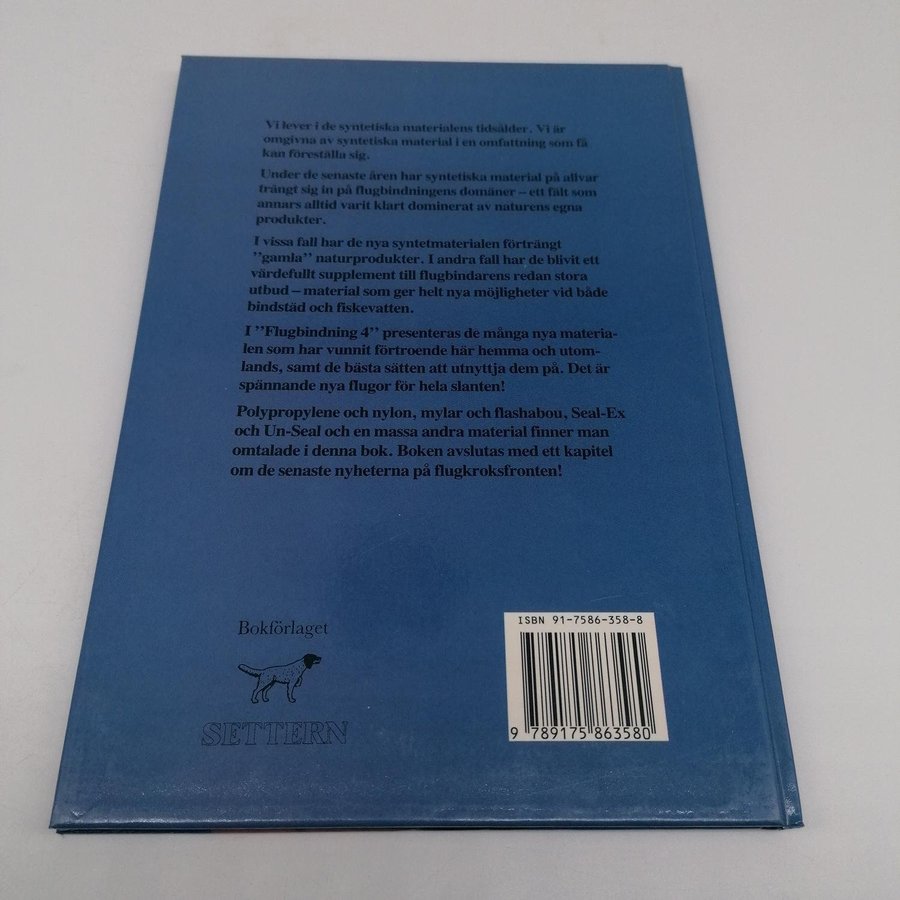 Vi lever i de syntetiska materialens tidsålder. Vi är
omgivna av syntetiska material i en omfattning som få
kan föreställa sig.
Under de senaste åren har syntetiska material på allvar
trängt sig in på flugbindningens domäner – ett fält som
annars alltid varit klart dominerat av naturens egna
produkter.
I vissa fall har de nya syntetmaterialen förträngt
”gamla” naturprodukter. I andra fall har de blivit ett
värdefullt supplement till flugbindarens redan stora
utbud – material som ger helt nya möjligheter vid både
bindstäd och fiskevatten.
I ”Flugbindning 4” presenteras de många nya materia-
len som har vunnit förtroende här hemma och utom-
lands, samt de bästa sätten att utnyttja dem på. Det är
spännande nya flugor för hela slanten!
Polypropylene och nylon, mylar och flashabou, Seal-Ex
och Un-Seal och en massa andra material finner man
omtalade i denna bok. Boken avslutas med ett kapitel
om de senaste nyheterna på flugkroksfronten!
Bokförlaget
SETTERN
ISBN 91-7586-358-8
9 789175 863580